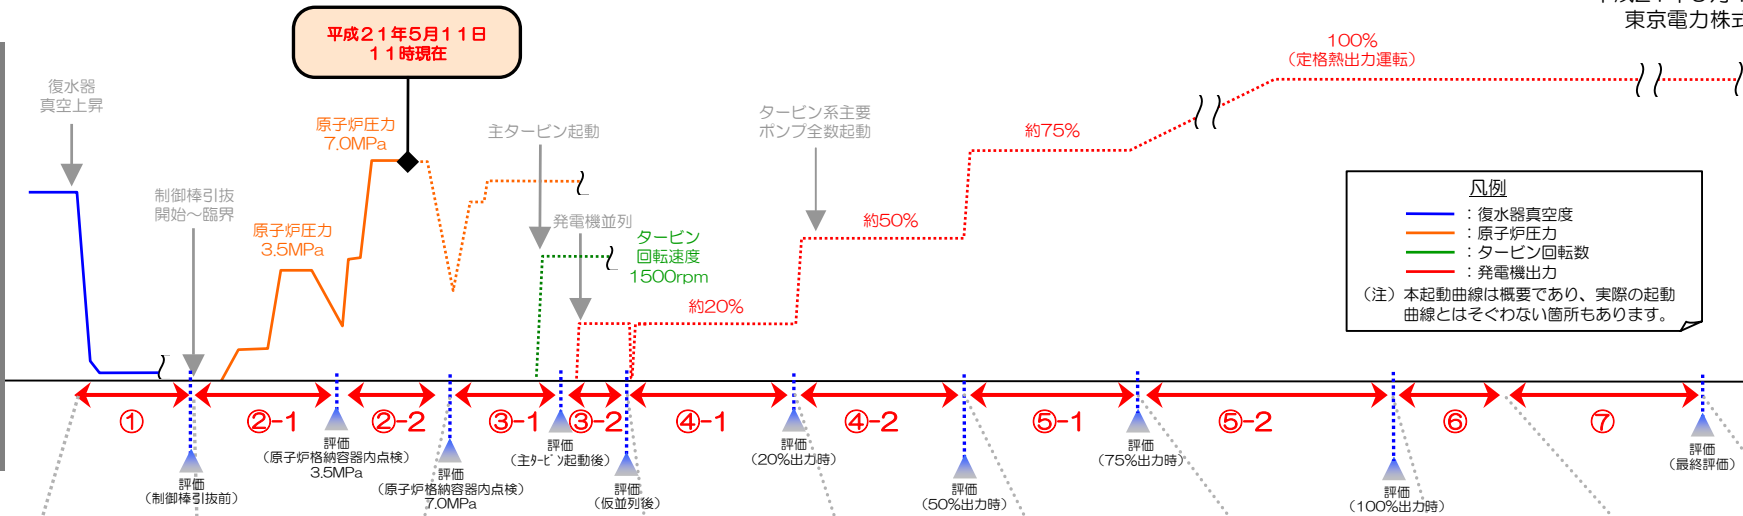 東京電力株式
平成２１年５月１１日
１１時現在
復水器
真空上昇
制御棒引抜
開始～臨界
原子炉圧力
3.5MPa
原子炉圧力
7.0MPa
主タービン起動
発電機並列
タービン
回転速度
1500rpm
約20%
タービン系主要
ポンプ全数起動
約50%
約75%
100%
（定格熱出力運転）
凡例
：復水器真空度
：原子炉圧力
：タービン回転数
：発電機出力
（注）本起動曲線は概要であり、実際の起動
曲線とはそぐわない箇所もあります。
①
②-1
②-2
③-1
③-2
④-1
④-2
⑤-1
⑤-2
⑥
⑦
評価
（制御棒引抜前）
評価
（原子炉格納容器内点検）
3.5MPa
評価
（原子炉格納容器内点検）
7.0MPa
評価
（主ﾀｰﾋﾞﾝ起動後）
評価
（仮並列後）
評価
（20%出力時）
評価
（50%出力時）
評価
（75%出力時）
評価
（100%出力時）
評価
（最終評価）